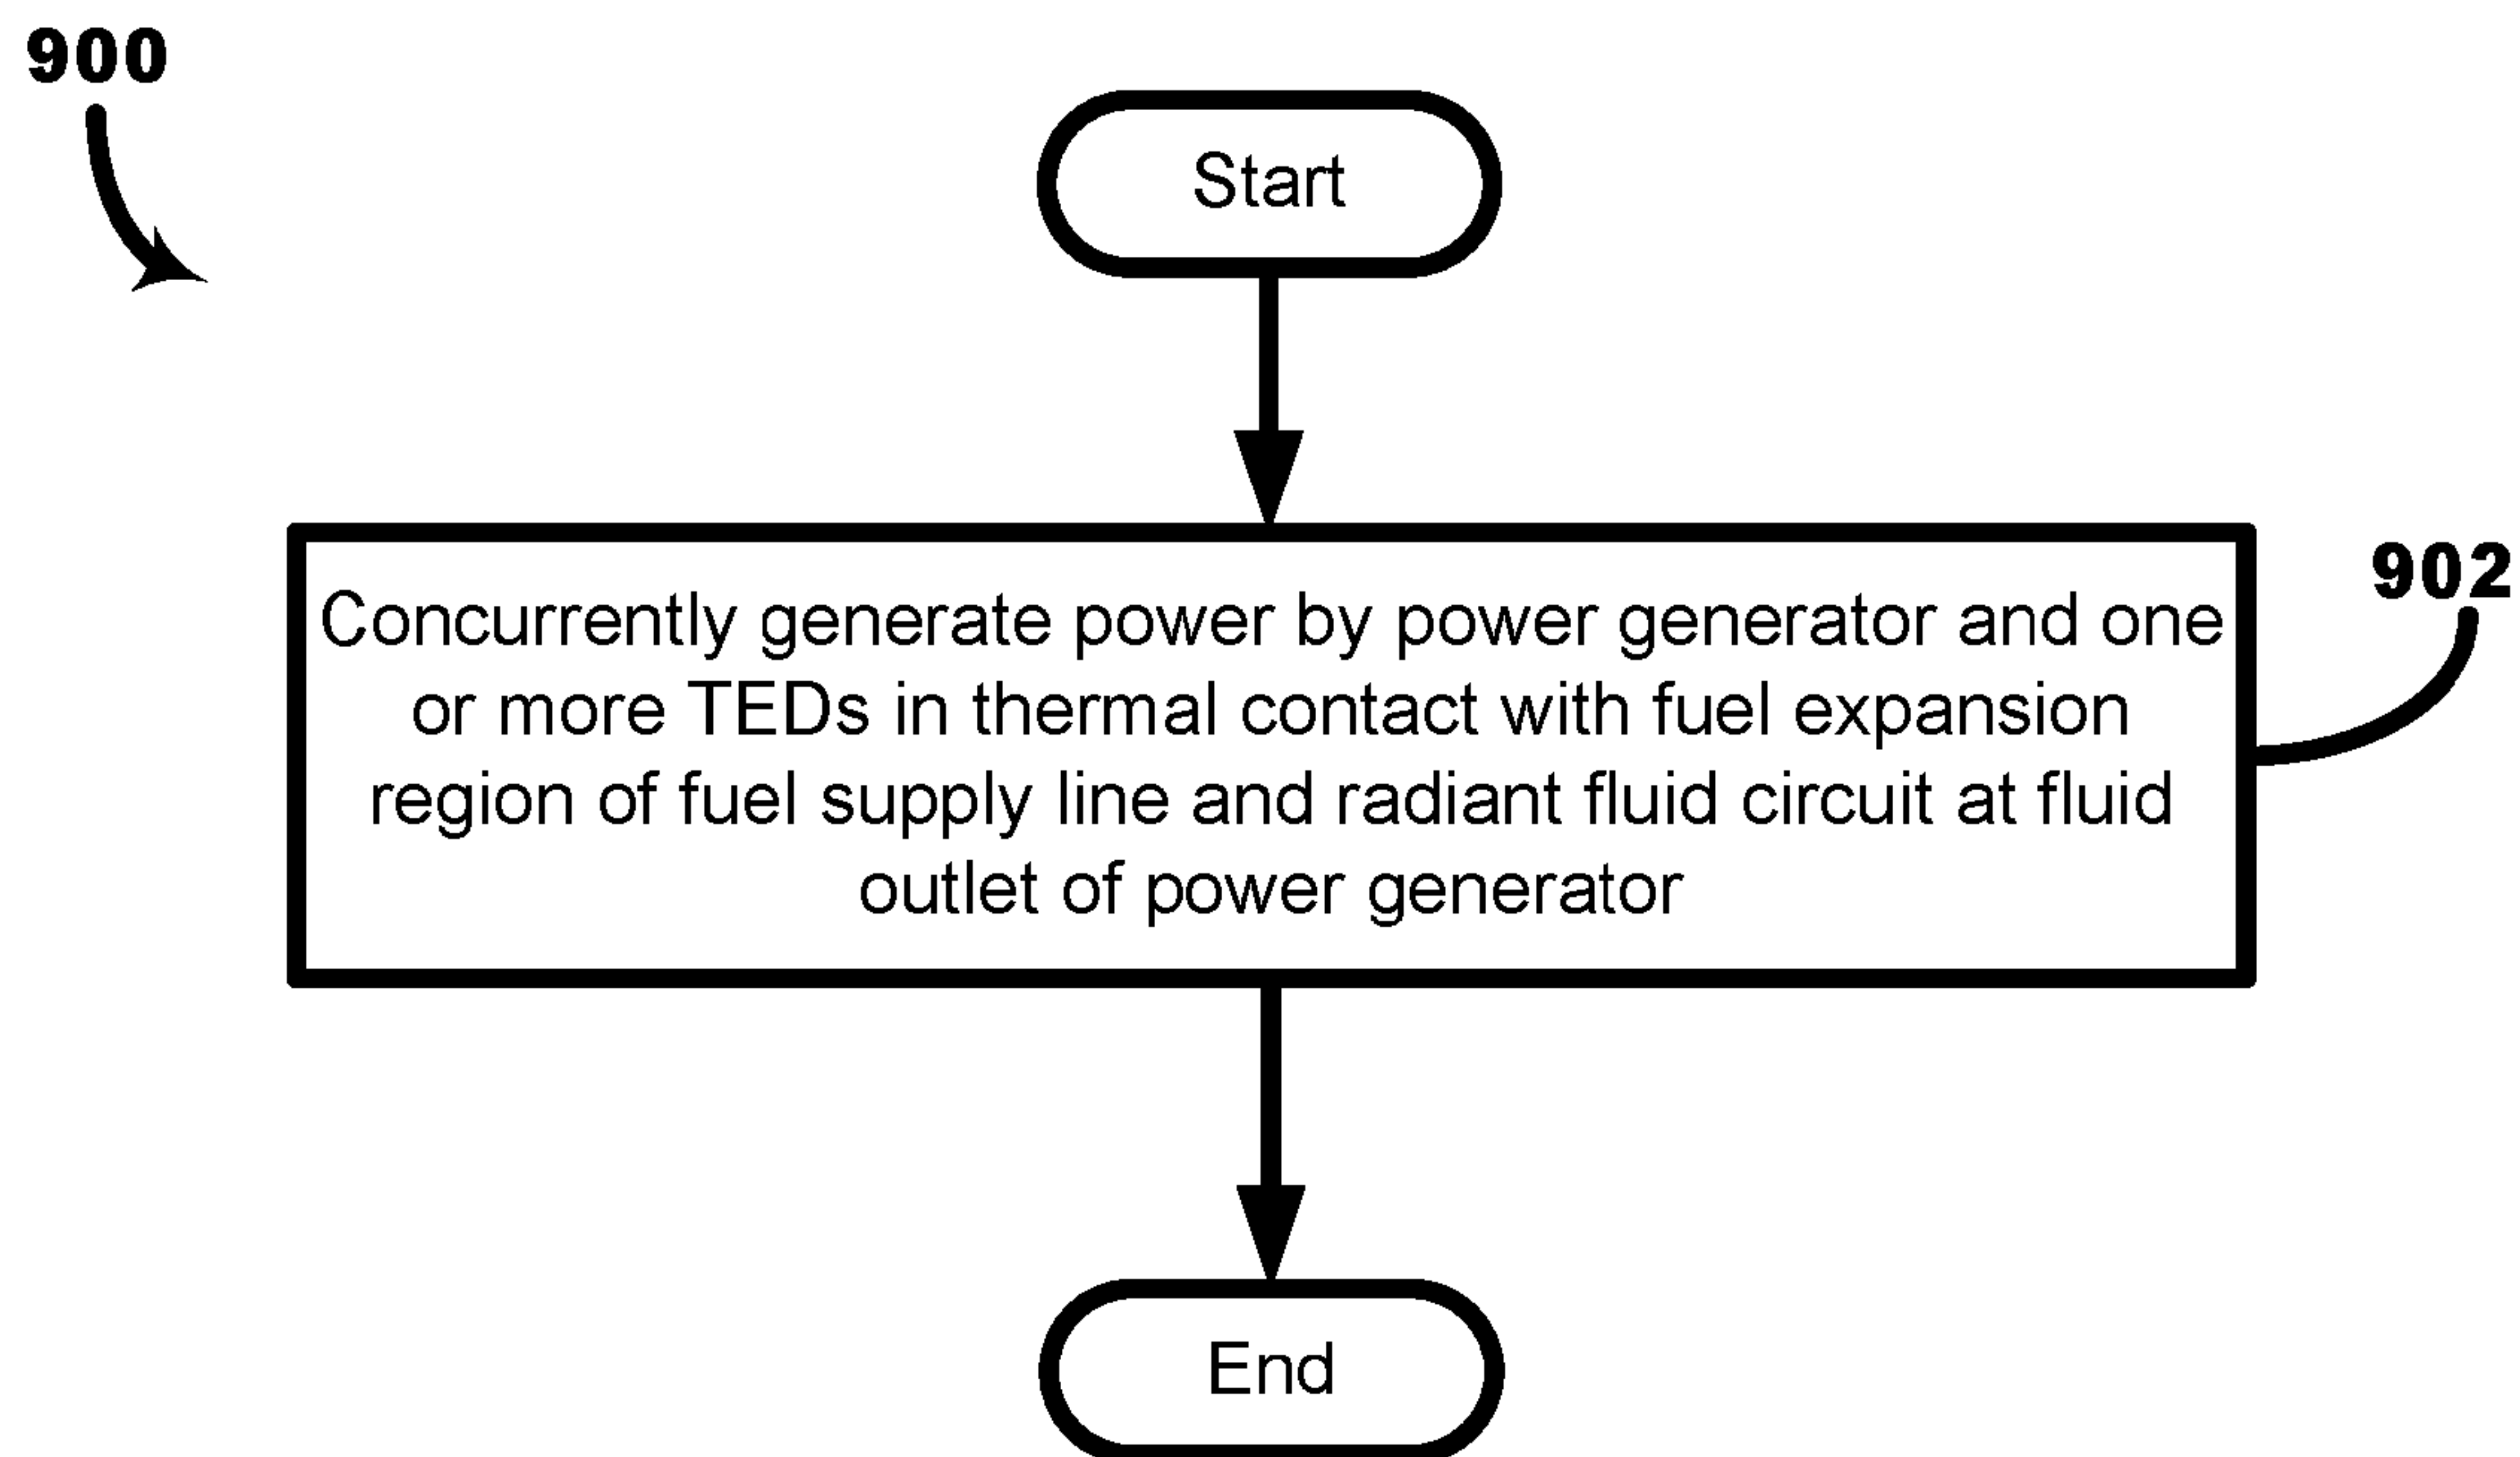 900
Start
Concurrently generate power by power generator and one
or more TEDs in thermal contact with fuel expansion
region of fuel supply line and radiant fluid circuit at fluid
outlet of power generator
902
End